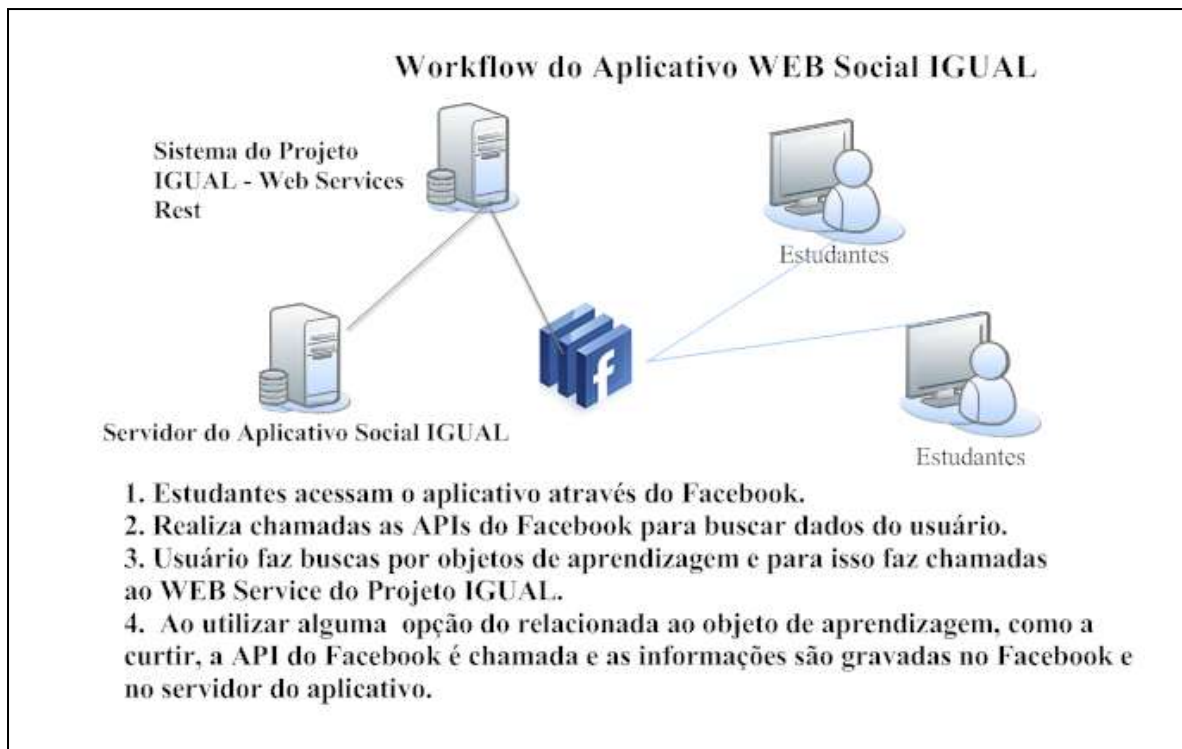 Workflow do Aplicativo WEB Social IGUAL
Sistema do Projeto
IGUAL - Web Services
Rest
Estudantes
f
Servidor do Aplicativo Social IGUAL
Estudantes
1. Estudantes acessam o aplicativo através do Facebook.
2. Realiza chamadas as APIs do Facebook para buscar dados do usuário.
3. Usuário faz buscas por objetos de aprendizagem e para isso faz chamadas
ao WEB Service do Projeto IGUAL.
4. Ao utilizar alguma opção do relacionada ao objeto de aprendizagem, como a
curtir, a API do Facebook é chamada e as informações são gravadas no Facebook e
no servidor do aplicativo.